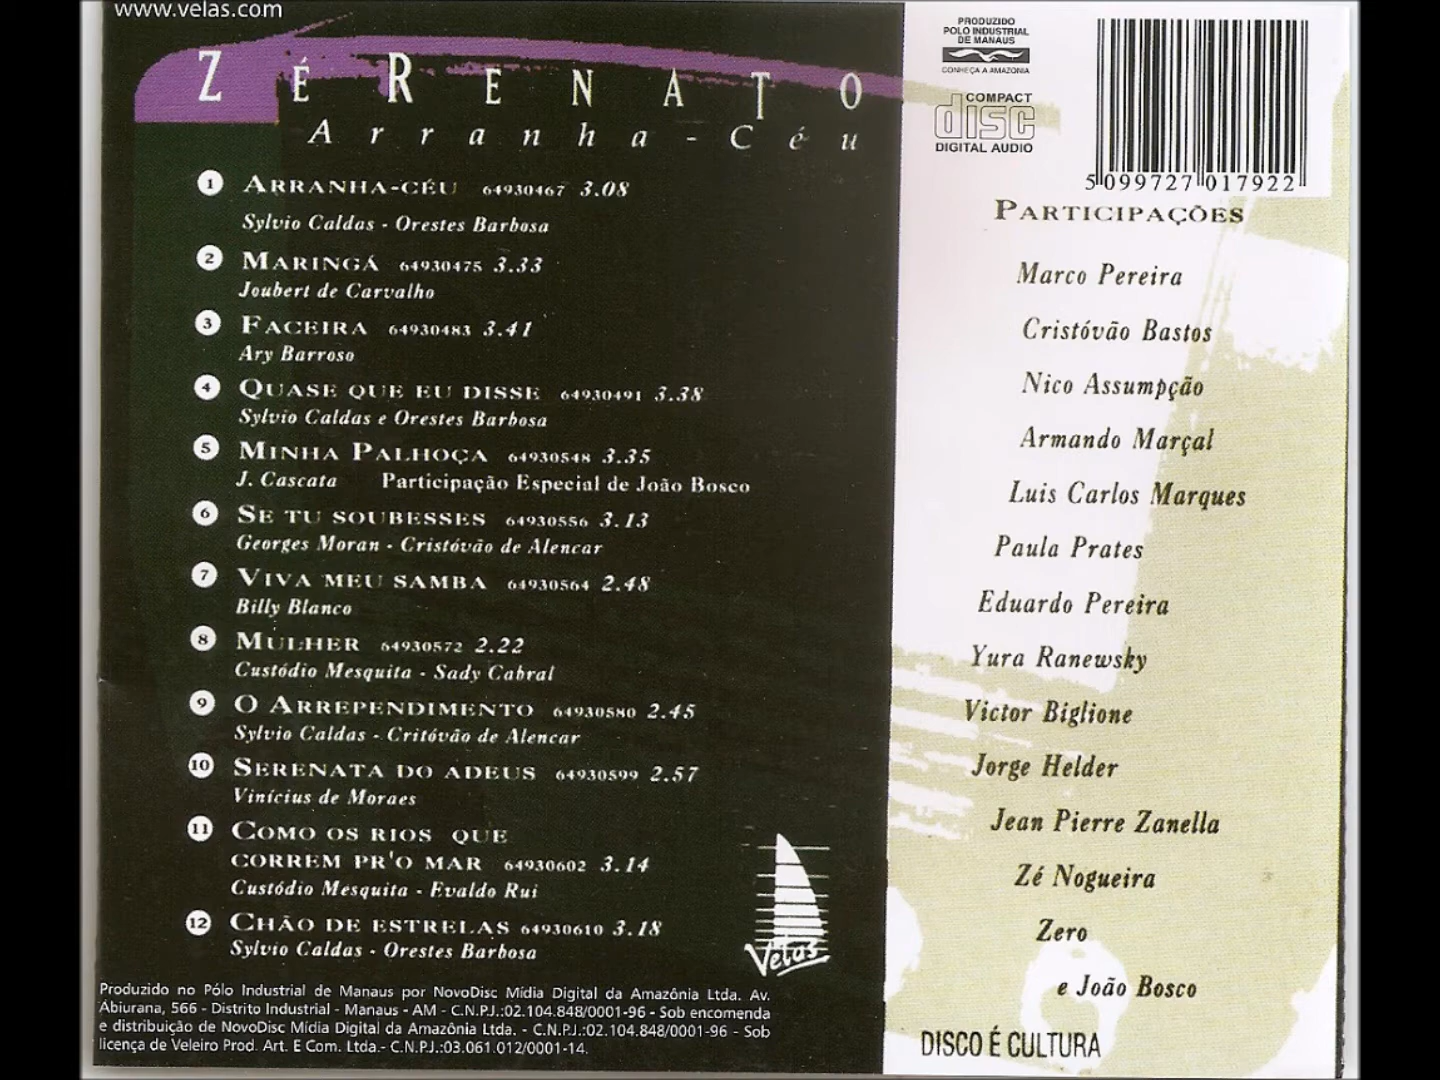 www.velas.com
ZÉ RENATO
Arranha-Céu
1 ARRANHA-CÉU 64930467 3.08
Sylvio Caldas - Orestes Barbosa
2 MARINGÁ 64930475 3.33
Joubert de Carvalho
3 FACEIRA 64930483 3.41
Ary Barroso
4 QUASE QUE EU DISSE 64930491 3.38
Sylvio Caldas e Orestes Barbosa
5 MINHA PALHOÇA 64930548 3.35
J. Cascata Participação Especial de João Bosco
6 SE TU SOUBESSES 64930556 3.13
Georges Moran - Cristóvão de Alencar
7 VIVA MEU SAMBA 64930564 2.48
Billy Blanco
8 MULHER 64930572 2.22
Custódio Mesquita - Sady Cabral
9 O ARREPENDIMENTO 64930580 2.45
Sylvio Caldas - Critóvão de Alencar
10 SERENATA DO ADEUS 64930599 2.57
Vinícius de Moraes
11 COMO OS RIOS QUE
CORREM PR'O MAR 64930602 3.14
Custódio Mesquita - Evaldo Rui
12 CHÃO DE ESTRELAS 64930610 3.18
Sylvio Caldas - Orestes Barbosa
Velas
Produzido no Pólo Industrial de Manaus por NovoDisc Mídia Digital da Amazônia Ltda. Av.
Abiurana, 566 - Distrito Industrial - Manaus - AM - C.N.P.J.:02.104.848/0001-96 - Sob encomenda
e distribuição de NovoDisc Mídia Digital da Amazônia Ltda. - C.N.P.J.:02.104.848/0001-96 - Sob
licença de Veleiro Prod. Art. E Com. Ltda.- C.N.P.J.:03.061.012/0001-14.
PRODUZIDO
PÓLO INDUSTRIAL
DE MANAUS
CONHEÇA A AMAZONIA
COMPACT
disc
DIGITAL AUDIO
5 099727 017922
PARTICIPAÇÕES
Marco Pereira
Cristóvão Bastos
Nico Assumpção
Armando Marçal
Luis Carlos Marques
Paula Prates
Eduardo Pereira
Yura Ranewsky
Victor Biglione
Jorge Helder
Jean Pierre Zanella
Zé Nogueira
Zero
e João Bosco
DISCO É CULTURA